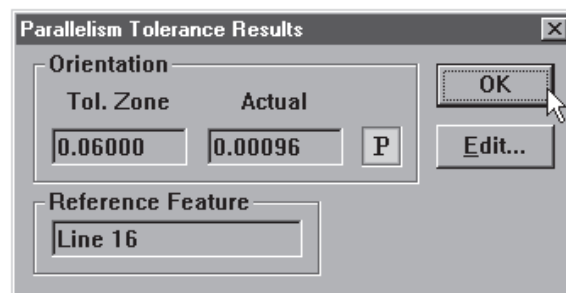 Parallelism Tolerance Results
Orientation
Tol. Zone Actual
0.06000 0.00096 P
OK
Edit...
Reference Feature
Line 16